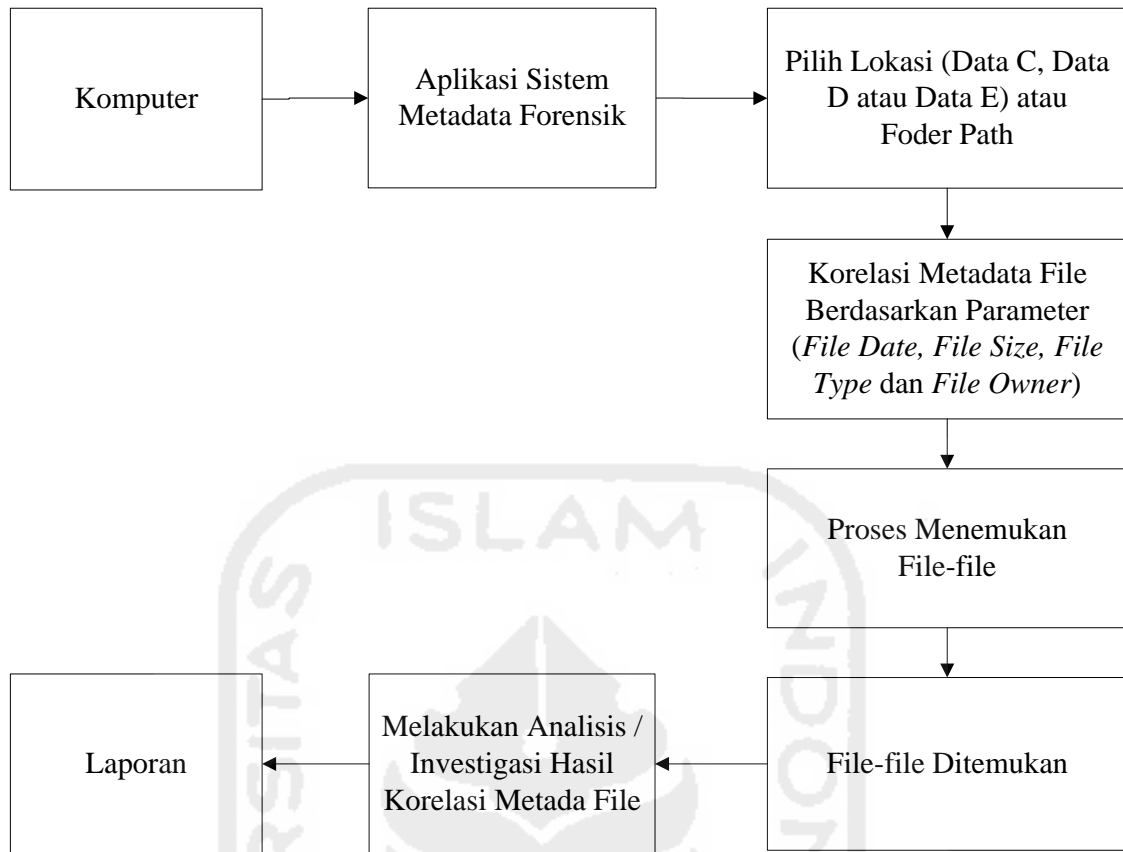 Komputer
Aplikasi Sistem
Metadata Forensik
Pilih Lokasi (Data C, Data
D atau Data E) atau
Foder Path
Korelasi Metadata File
Berdasarkan Parameter
(File Date, File Size, File
Type dan File Owner)
Proses Menemukan
File-file
File-file Ditemukan
Melakukan Analisis /
Investigasi Hasil
Korelasi Metada File
Laporan
ISLAM